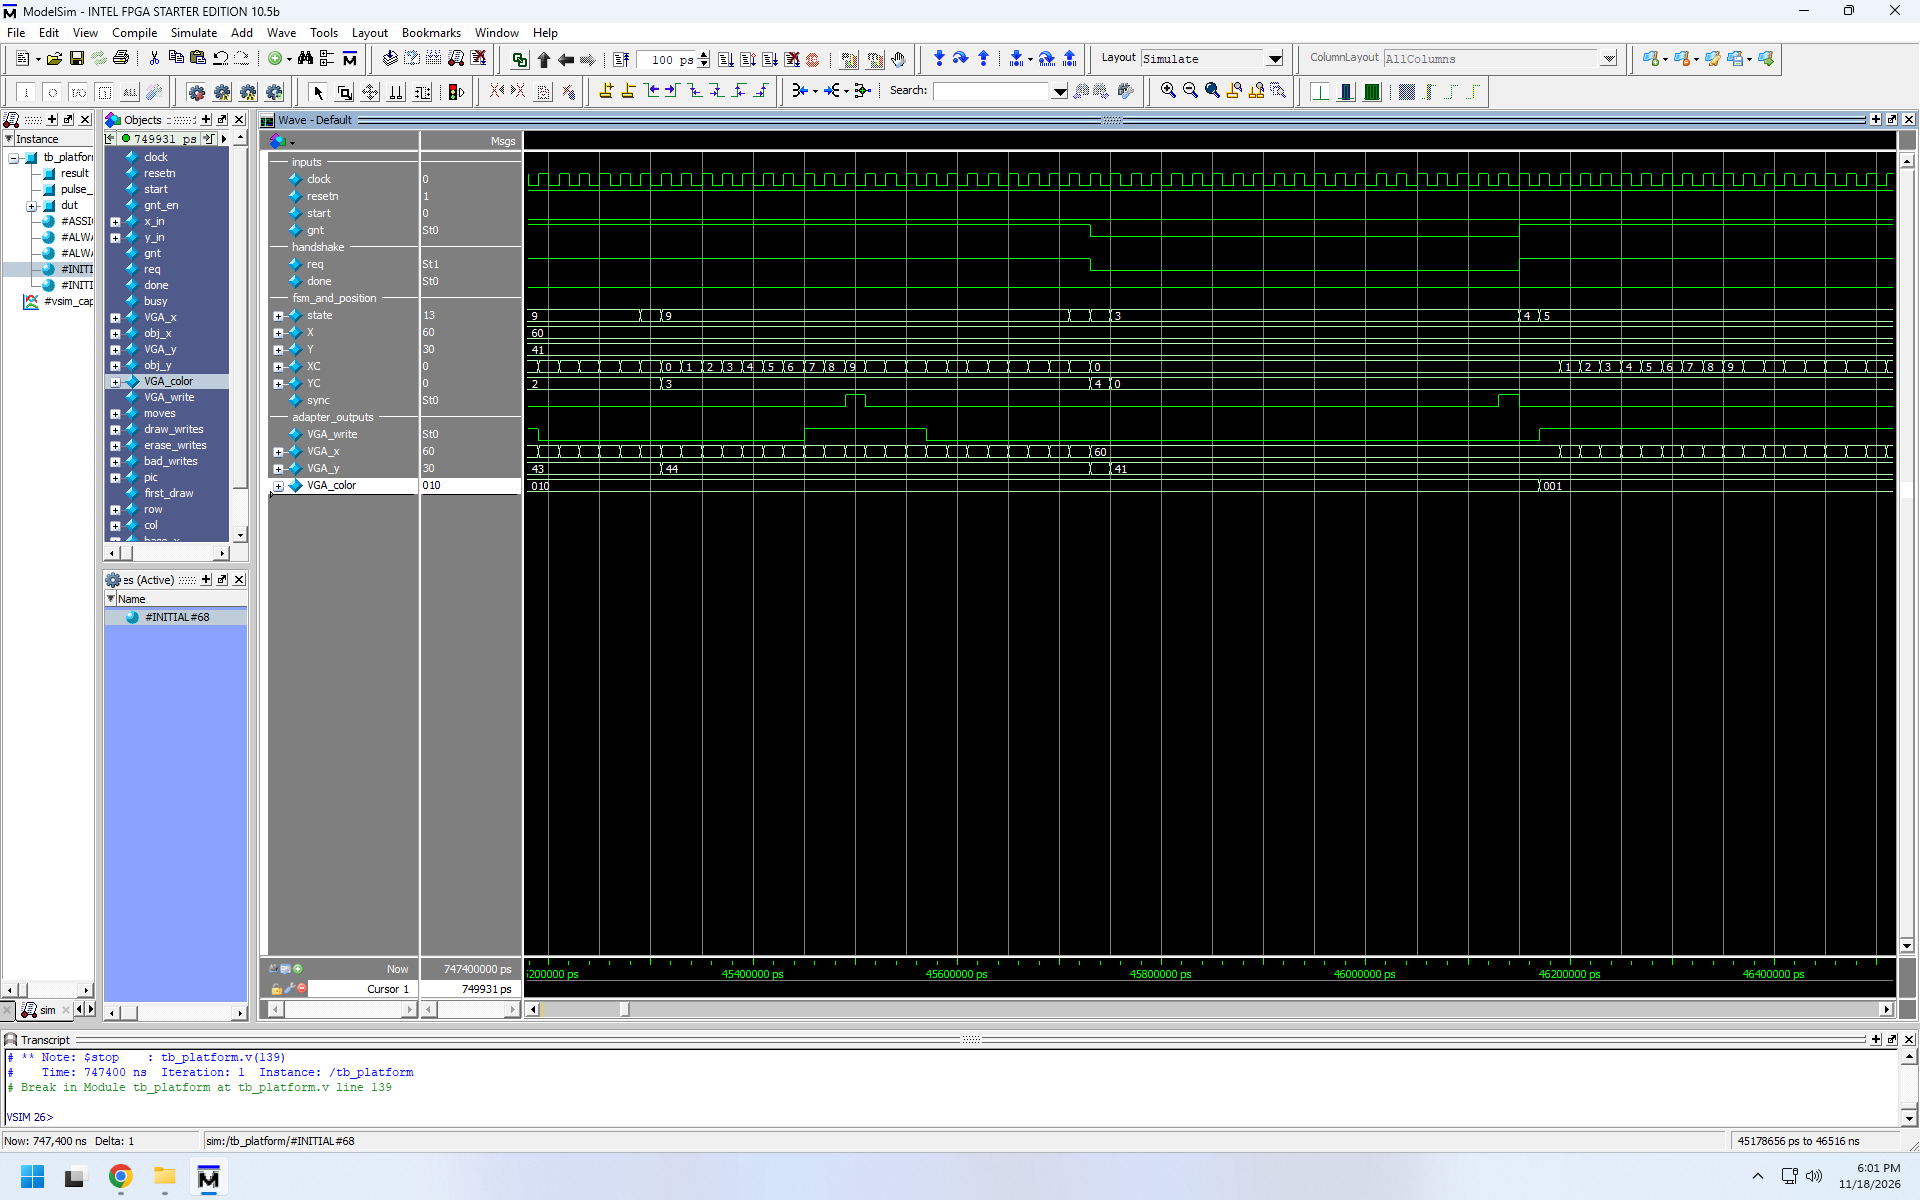 ModelSim - INTEL FPGA STARTER EDITION 10.5b
File Edit View Compile Simulate Add Wave Tools Layout Bookmarks Window Help
100 ps
Layout Simulate
ColumnLayout AllColumns
Search:
Instance
tb_platform
result
pulse_
dut
#ASSI
#ALWA
#ALWA
#INITI
#INITI
#vsim_cap
sim
Objects
749931 ps
clock
resetn
start
gnt_en
x_in
y_in
gnt
req
done
busy
VGA_x
obj_x
VGA_y
obj_y
VGA_color
VGA_write
moves
draw_writes
erase_writes
bad_writes
pic
first_draw
row
col
base_x
es (Active)
Name
#INITIAL#68
Wave - Default
Msgs
inputs
clock 0
resetn 1
start 0
gnt St0
handshake
req St1
done St0
fsm_and_position
state 13 9 9 3 4 5
X 60 60
Y 30 41
XC 0 0 1 2 3 4 5 6 7 8 9 0 1 2 3 4 5 6 7 8 9
YC 0 2 3 4 0
sync St0
adapter_outputs
VGA_write St0
VGA_x 60 60
VGA_y 30 43 44 41
VGA_color 010 010 001
Now 747400000 ps
200000 ps 45400000 ps 45600000 ps 45800000 ps 46000000 ps 46200000 ps 46400000 ps
Cursor 1 749931 ps
Transcript
# ** Note: $stop    : tb_platform.v(139)
#    Time: 747400 ns  Iteration: 1  Instance: /tb_platform
# Break in Module tb_platform at tb_platform.v line 139
VSIM 26>
Now: 747,400 ns Delta: 1
sim:/tb_platform/#INITIAL#68
45178656 ps to 46516 ns
6:01 PM
11/18/2026